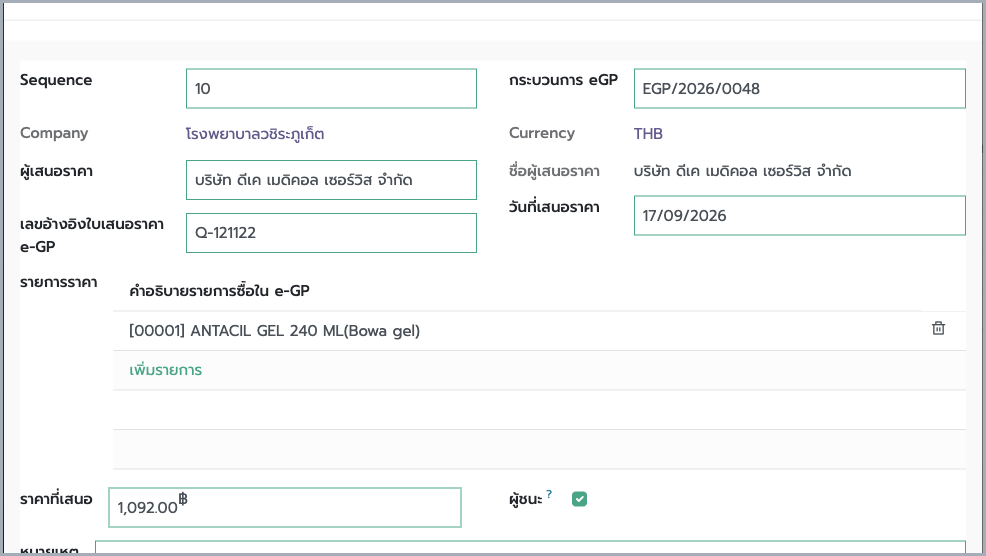 Sequence
10
กระบวนการ eGP
EGP/2026/0048
Company
โรงพยาบาลวชิระภูเก็ต
Currency
THB
ผู้เสนอราคา
บริษัท ดีเค เมดิคอล เซอร์วิส จำกัด
ชื่อผู้เสนอราคา
บริษัท ดีเค เมดิคอล เซอร์วิส จำกัด
เลขอ้างอิงใบเสนอราคา
e-GP
Q-121122
วันที่เสนอราคา
17/09/2026
รายการราคา
คำอธิบายรายการซื้อใน e-GP
[00001] ANTACIL GEL 240 ML(Bowa gel)
เพิ่มรายการ
ราคาที่เสนอ
1,092.00฿
ผู้ชนะ ?
หมายเหตุ